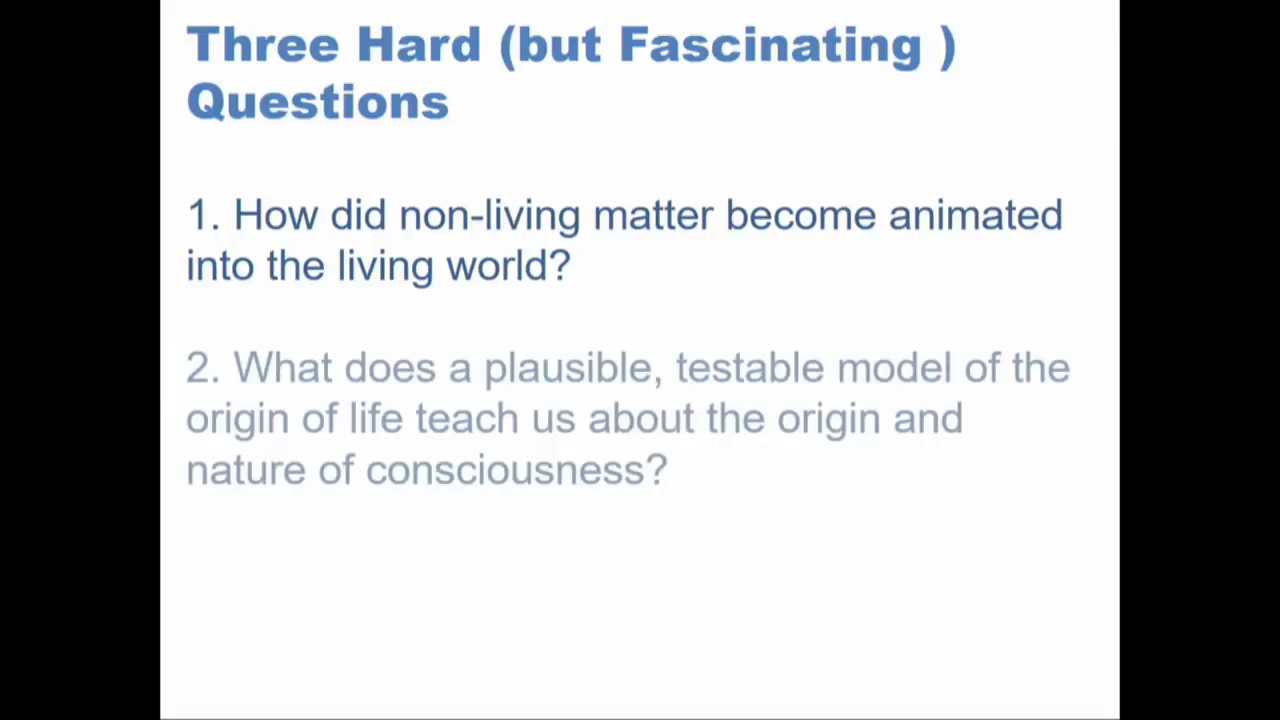 Three Hard (but Fascinating )
Questions
1. How did non-living matter become animated
into the living world?
2. What does a plausible, testable model of the
origin of life teach us about the origin and
nature of consciousness?